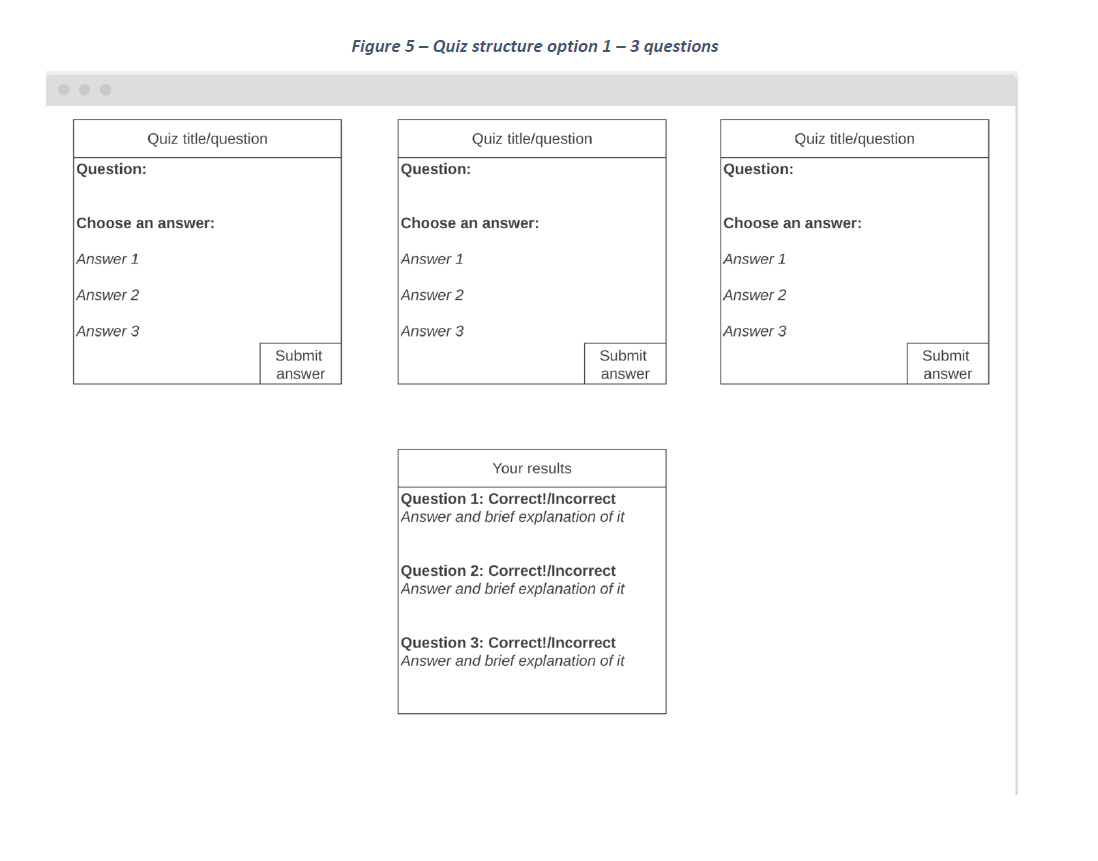 Figure 5 – Quiz structure option 1 – 3 questions
Quiz title/question
Question:
Choose an answer:
Answer 1
Answer 2
Answer 3
Submit
answer
Quiz title/question
Question:
Choose an answer:
Answer 1
Answer 2
Answer 3
Submit
answer
Quiz title/question
Question:
Choose an answer:
Answer 1
Answer 2
Answer 3
Submit
answer
Your results
Question 1: Correct!/Incorrect
Answer and brief explanation of it
Question 2: Correct!/Incorrect
Answer and brief explanation of it
Question 3: Correct!/Incorrect
Answer and brief explanation of it